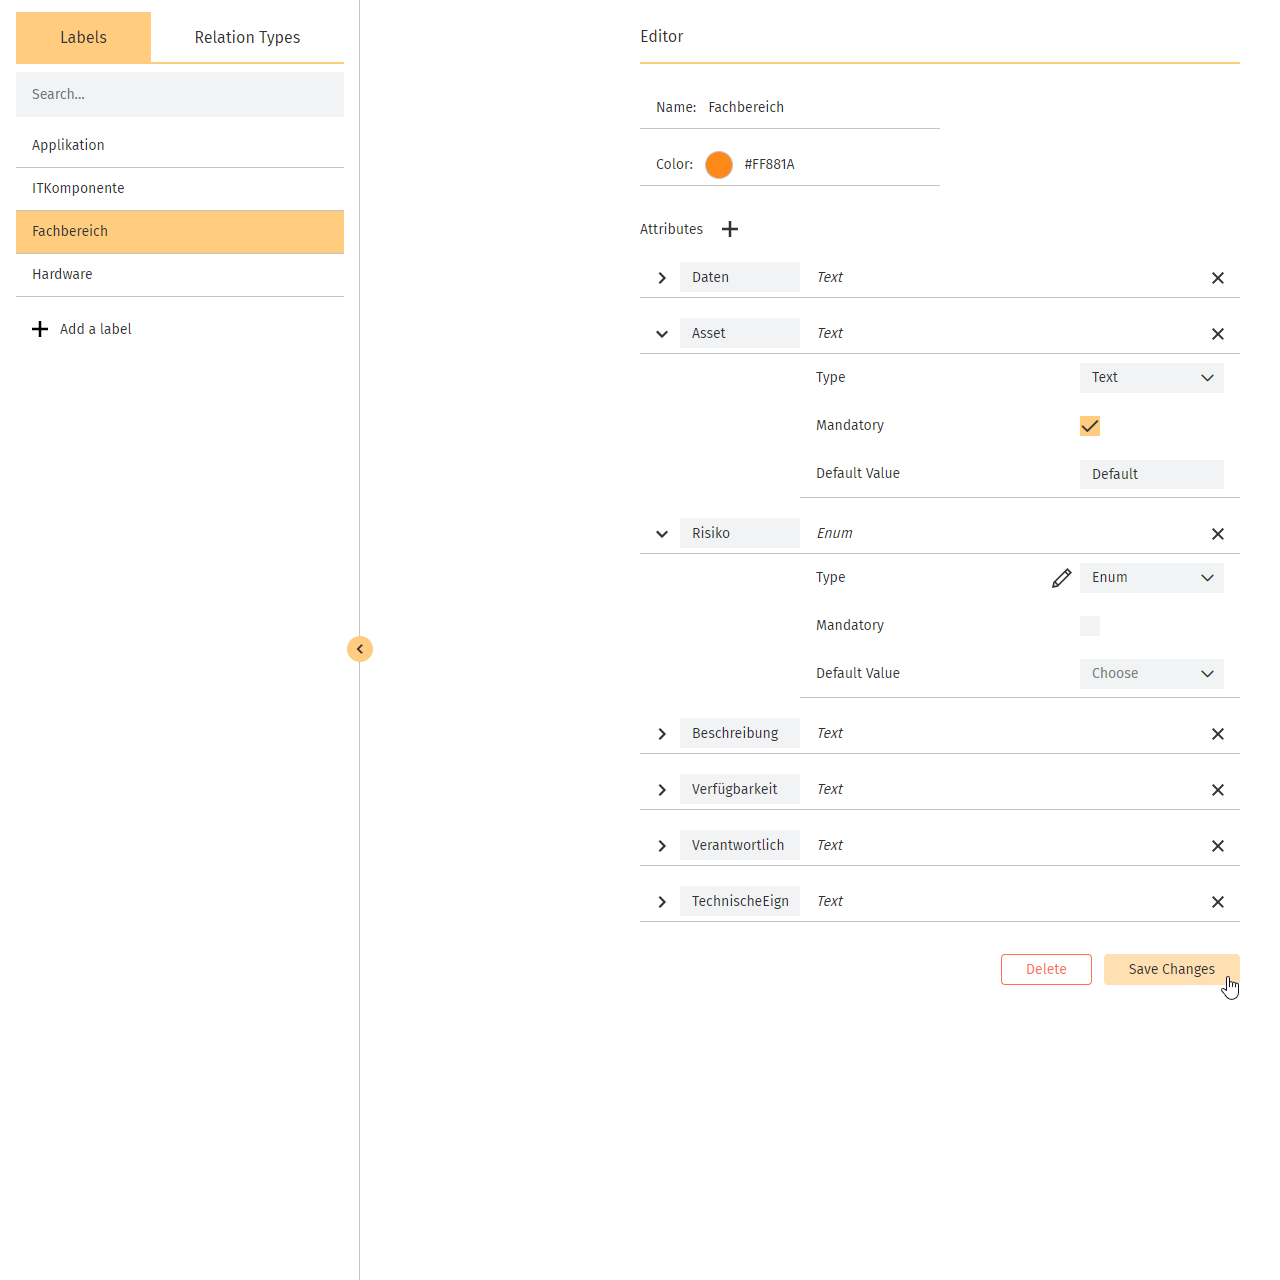 Labels
Relation Types
Search...
Applikation
ITKomponente
Fachbereich
Hardware
Add a label
Editor
Name: Fachbereich
Color: #FF881A
Attributes
Daten Text
Asset Text
Type Text
Mandatory
Default Value Default
Risiko Enum
Type Enum
Mandatory
Default Value Choose
Beschreibung Text
Verfügbarkeit Text
Verantwortlich Text
TechnischeEign Text
Delete Save Changes